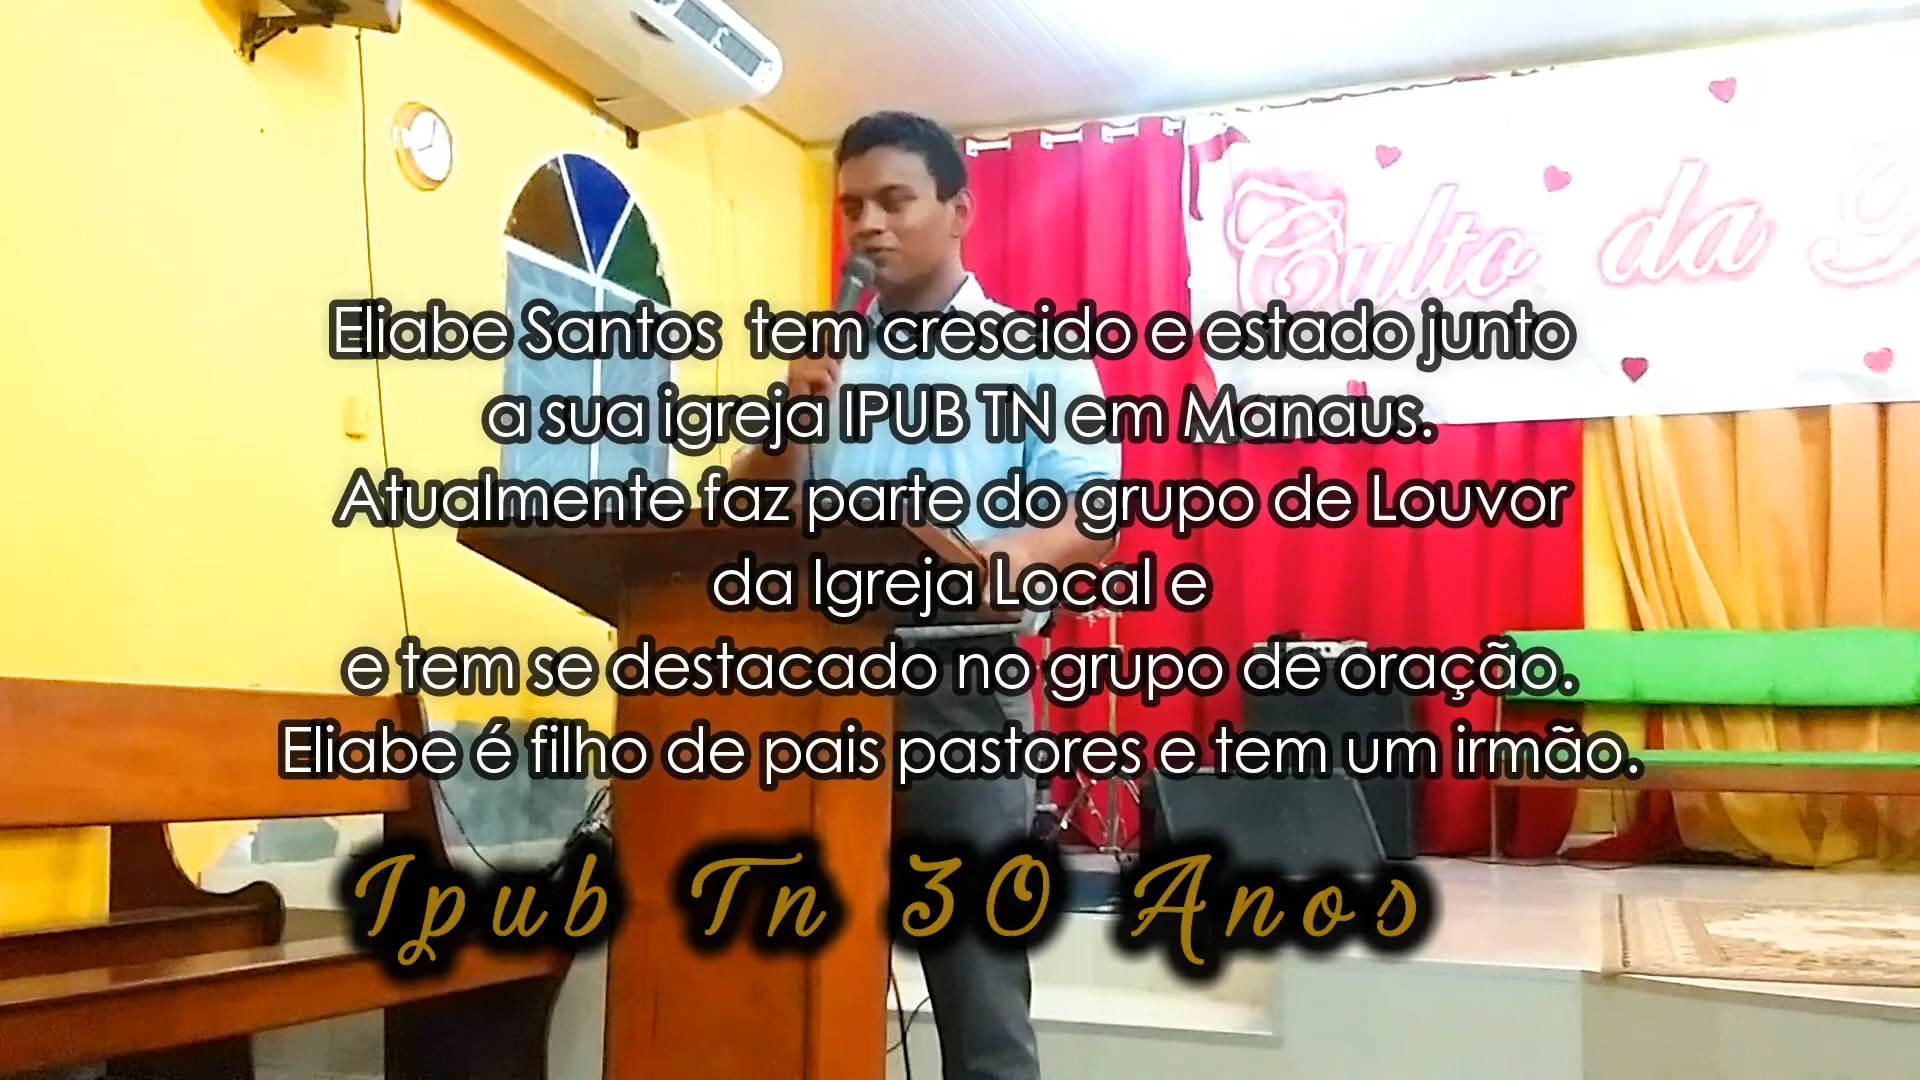 Culto da
Eliabe Santos tem crescido e estado junto
a sua igreja IPUB TN em Manaus.
Atualmente faz parte do grupo de Louvor
da Igreja Local e
e tem se destacado no grupo de oração.
Eliabe é filho de pais pastores e tem um irmão.
Ipub Tn 30 Anos